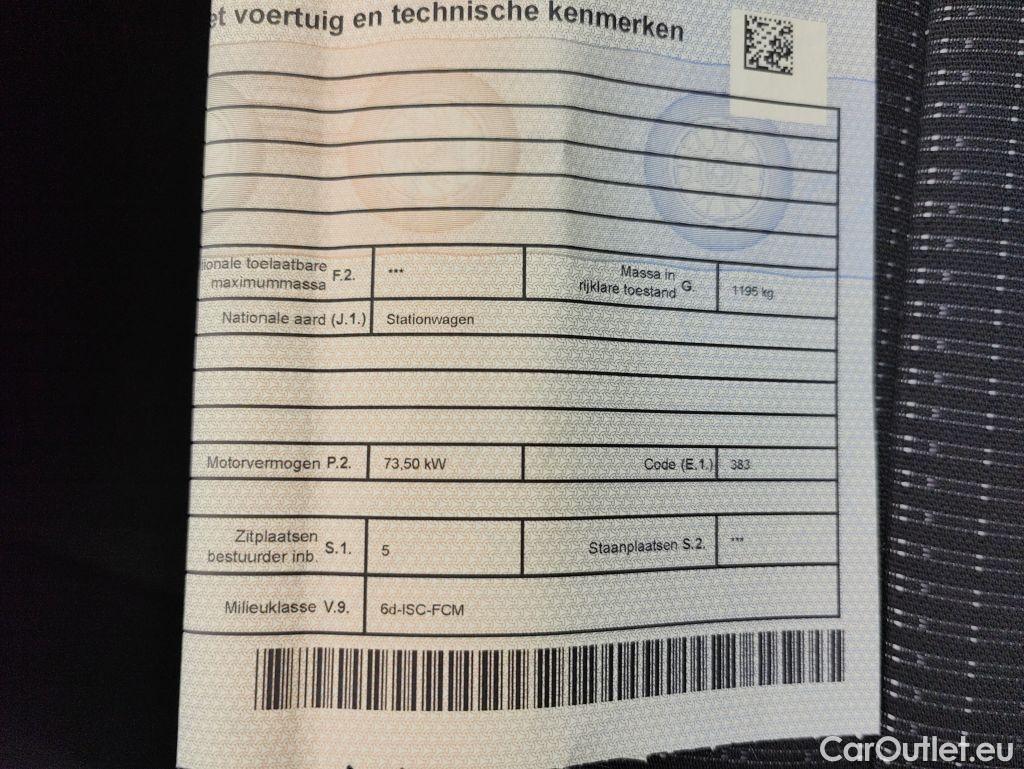 et voertuig en technische kenmerken
ionale toelaatbare maximummassa F.2. *** Massa in rijklare toestand G. 1195 kg
Nationale aard (J.1.) Stationwagen
Motorvermogen P.2. 73,50 kW Code (E.1.) 383
Zitplaatsen bestuurder inb. S.1. 5 Staanplaatsen S.2. ***
Milieuklasse V.9. 6d-ISC-FCM
CarOutlet.eu